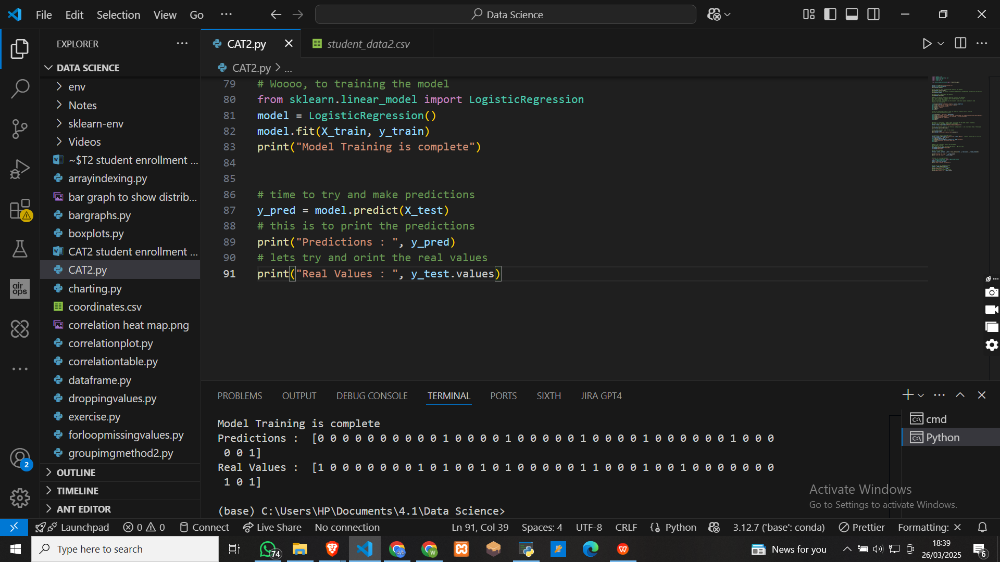 File Edit Selection View Go ... Data Science
EXPLORER ...
CAT2.py
student_data2.csv
DATA SCIENCE
CAT2.py > ...
env
Notes
sklearn-env
Videos
~$T2 student enrollment ...
arrayindexing.py
bar graph to show distrib...
bargraphs.py
boxplots.py
CAT2 student enrollment ...
CAT2.py
charting.py
coordinates.csv
correlation heat map.png
correlationplot.py
correlationtable.py
dataframe.py
droppingvalues.py
exercise.py
forloopmissingvalues.py
groupimgmethod2.py
OUTLINE
TIMELINE
ANT EDITOR
air
ops
2
79 # Woooo, to training the model
80 from sklearn.linear_model import LogisticRegression
81 model = LogisticRegression()
82 model.fit(X_train, y_train)
83 print("Model Training is complete")
84
85
86 # time to try and make predictions
87 y_pred = model.predict(X_test)
88 # this is to print the predictions
89 print("Predictions : ", y_pred)
90 # lets try and orint the real values
91 print("Real Values : ", y_test.values)
PROBLEMS OUTPUT DEBUG CONSOLE TERMINAL PORTS SIXTH JIRA GPT4
Model Training is complete
Predictions : [0 0 0 0 0 0 0 0 0 0 1 0 0 0 0 1 0 0 0 0 0 1 0 0 0 0 1 0 0 0 0 0 0 1 0 0 0
0 0 1]
Real Values : [1 0 0 0 0 0 0 0 1 0 1 0 0 1 0 1 0 0 0 0 0 1 1 0 0 0 1 0 0 1 0 0 0 0 0 0 0
1 0 1]
(base) C:\Users\HP\Documents\4.1\Data Science>
cmd
Python
Activate Windows
Go to Settings to activate Windows.
Launchpad 0 0 Connect Live Share No connection Ln 91, Col 39 Spaces: 4 UTF-8 CRLF {} Python 3.12.7 ('base': conda) Prettier Formatting: ×
Type here to search
74
News for you
18:39
26/03/2025
6